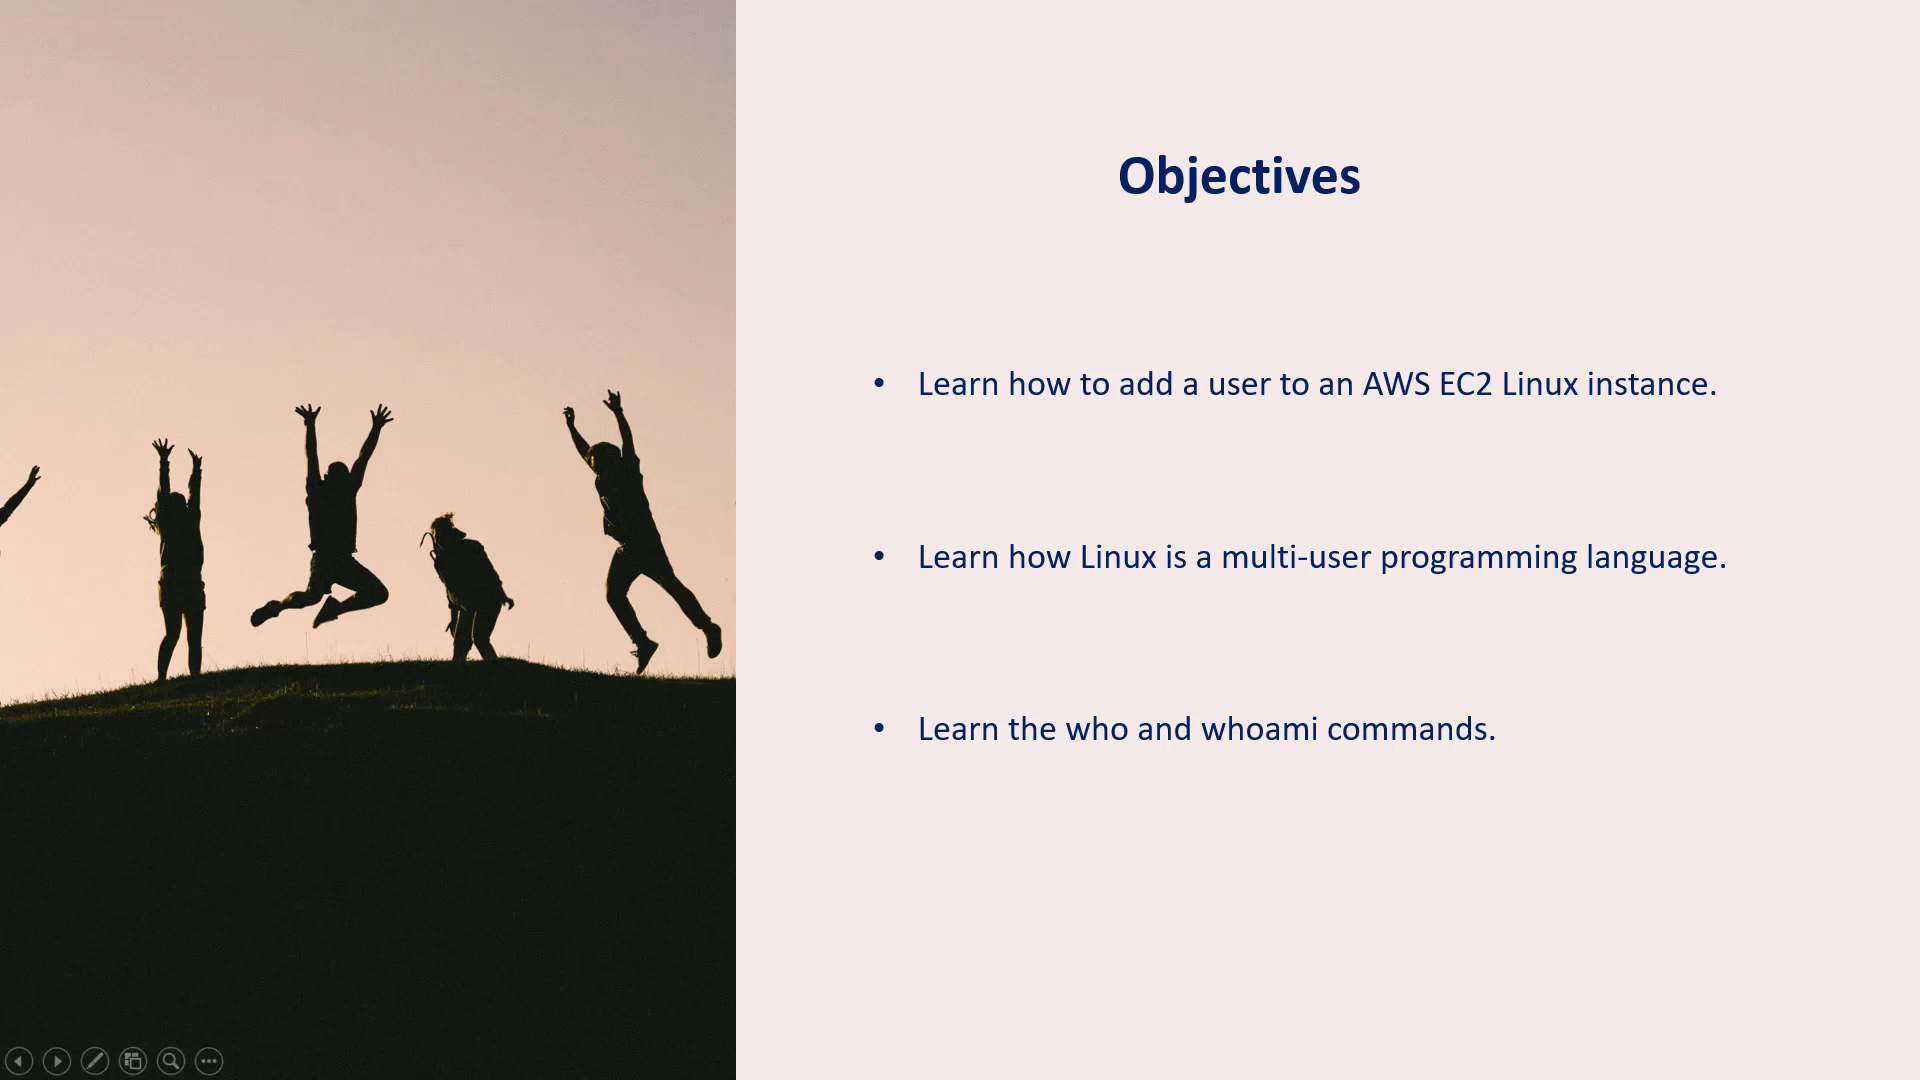 Objectives
• Learn how to add a user to an AWS EC2 Linux instance.
• Learn how Linux is a multi-user programming language.
• Learn the who and whoami commands.